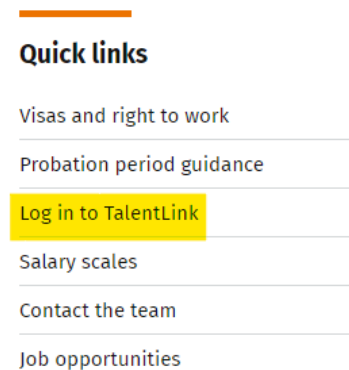 Quick links
Visas and right to work
Probation period guidance
Log in to TalentLink
Salary scales
Contact the team
Job opportunities